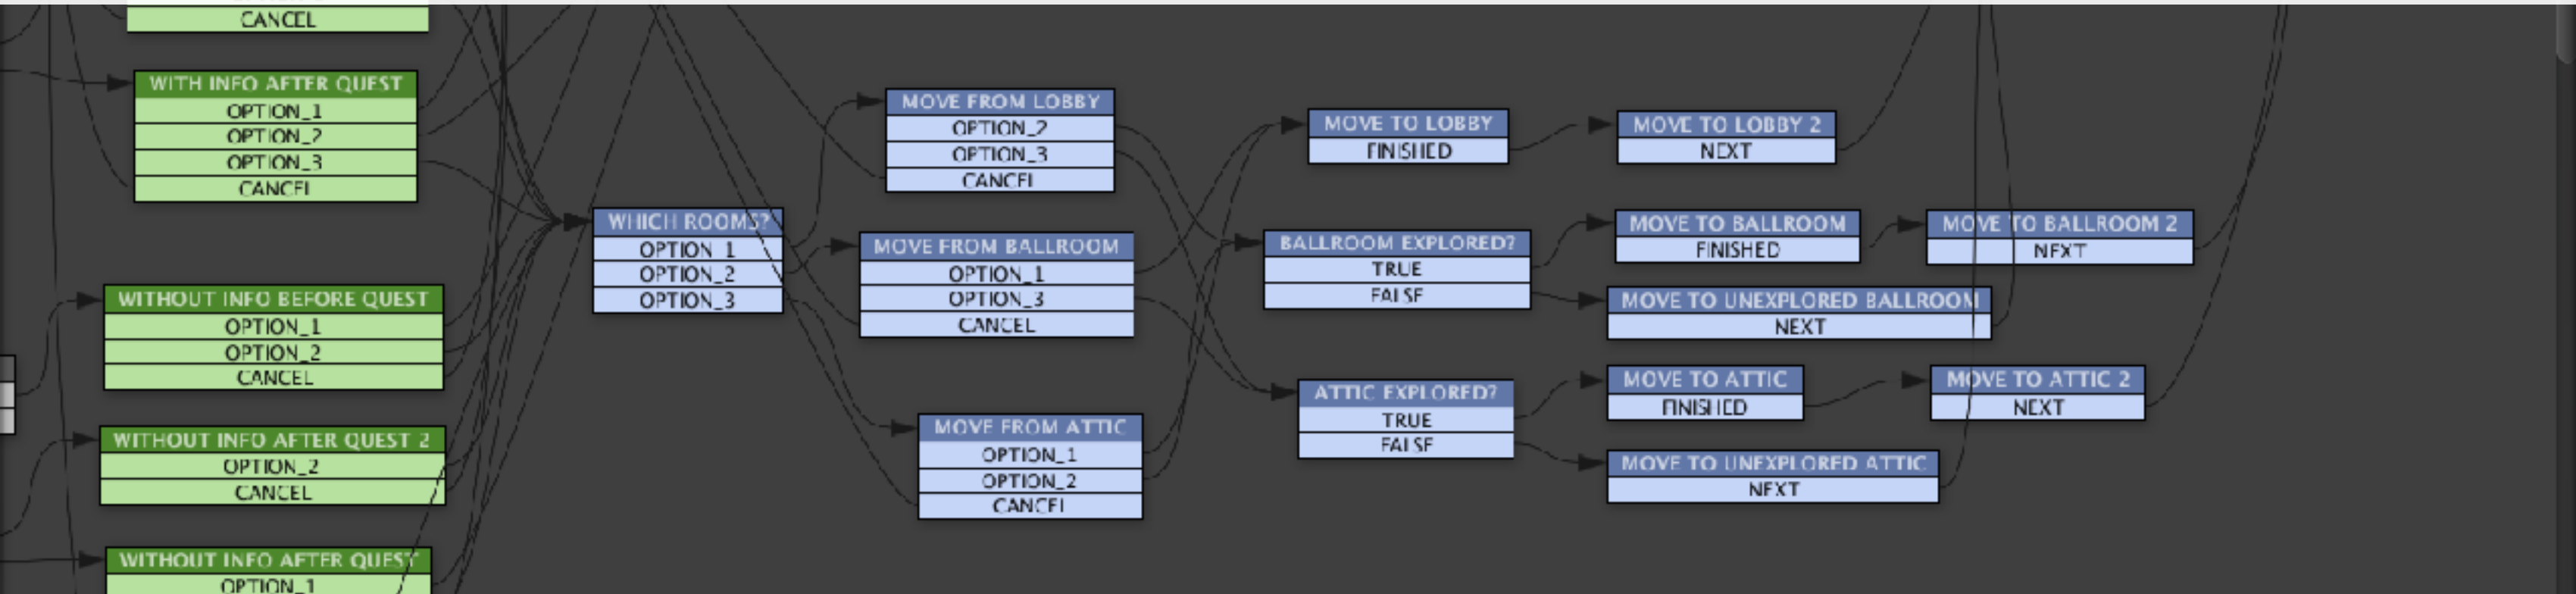 CANCEL
WITH INFO AFTER QUEST
OPTION_1
OPTION_2
OPTION_3
CANCEL
WITHOUT INFO BEFORE QUEST
OPTION_1
OPTION_2
CANCEL
WITHOUT INFO AFTER QUEST 2
OPTION_2
CANCEL
WITHOUT INFO AFTER QUEST
OPTION_1
WHICH ROOMS?
OPTION_1
OPTION_2
OPTION_3
MOVE FROM LOBBY
OPTION_2
OPTION_3
CANCEL
MOVE FROM BALLROOM
OPTION_1
OPTION_3
CANCEL
MOVE FROM ATTIC
OPTION_1
OPTION_2
CANCEL
MOVE TO LOBBY
FINISHED
MOVE TO LOBBY 2
NEXT
BALLROOM EXPLORED?
TRUE
FALSE
MOVE TO BALLROOM
FINISHED
MOVE TO BALLROOM 2
NEXT
MOVE TO UNEXPLORED BALLROOM
NEXT
ATTIC EXPLORED?
TRUE
FALSE
MOVE TO ATTIC
FINISHED
MOVE TO ATTIC 2
NEXT
MOVE TO UNEXPLORED ATTIC
NEXT